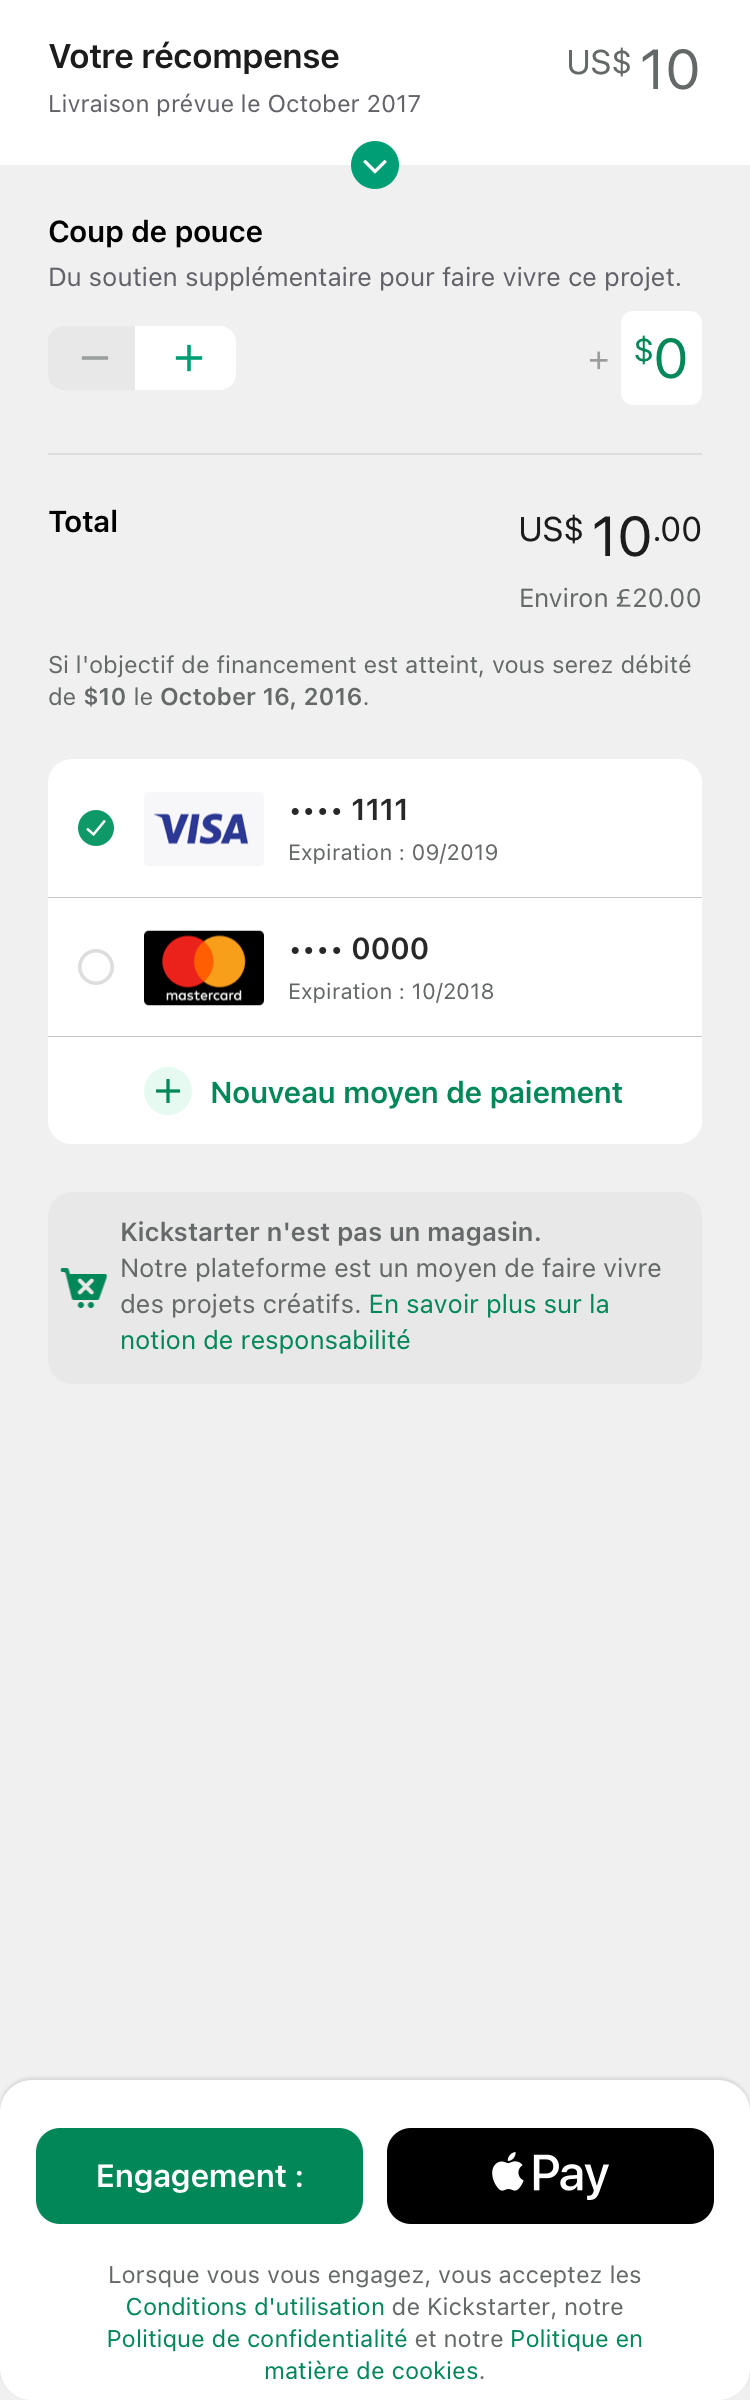 Votre récompense
US$ 10
Livraison prévue le October 2017
Coup de pouce
Du soutien supplémentaire pour faire vivre ce projet.
− + + $0
Total
US$ 10.00
Environ £20.00
Si l'objectif de financement est atteint, vous serez débité
de $10 le October 16, 2016.
VISA •••• 1111
Expiration : 09/2019
•••• 0000
mastercard
Expiration : 10/2018
+ Nouveau moyen de paiement
Kickstarter n'est pas un magasin.
Notre plateforme est un moyen de faire vivre
des projets créatifs. En savoir plus sur la
notion de responsabilité
Engagement :
Pay
Lorsque vous vous engagez, vous acceptez les
Conditions d'utilisation de Kickstarter, notre
Politique de confidentialité et notre Politique en
matière de cookies.